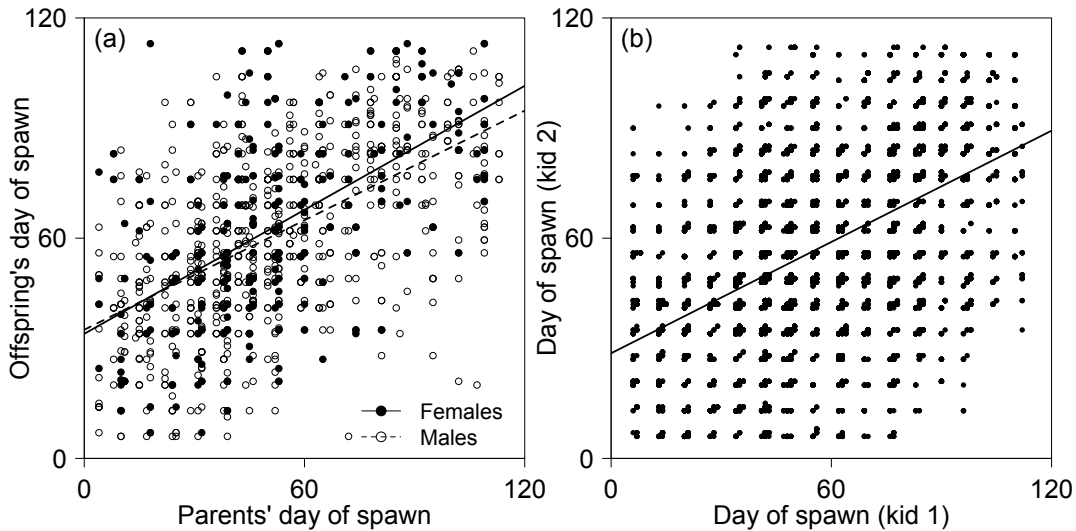 120
(a)
Offspring's day of spawn
60
0
Females
Males
0
60
120
Parents' day of spawn
120
(b)
Day of spawn (kid 2)
60
0
0
60
120
Day of spawn (kid 1)